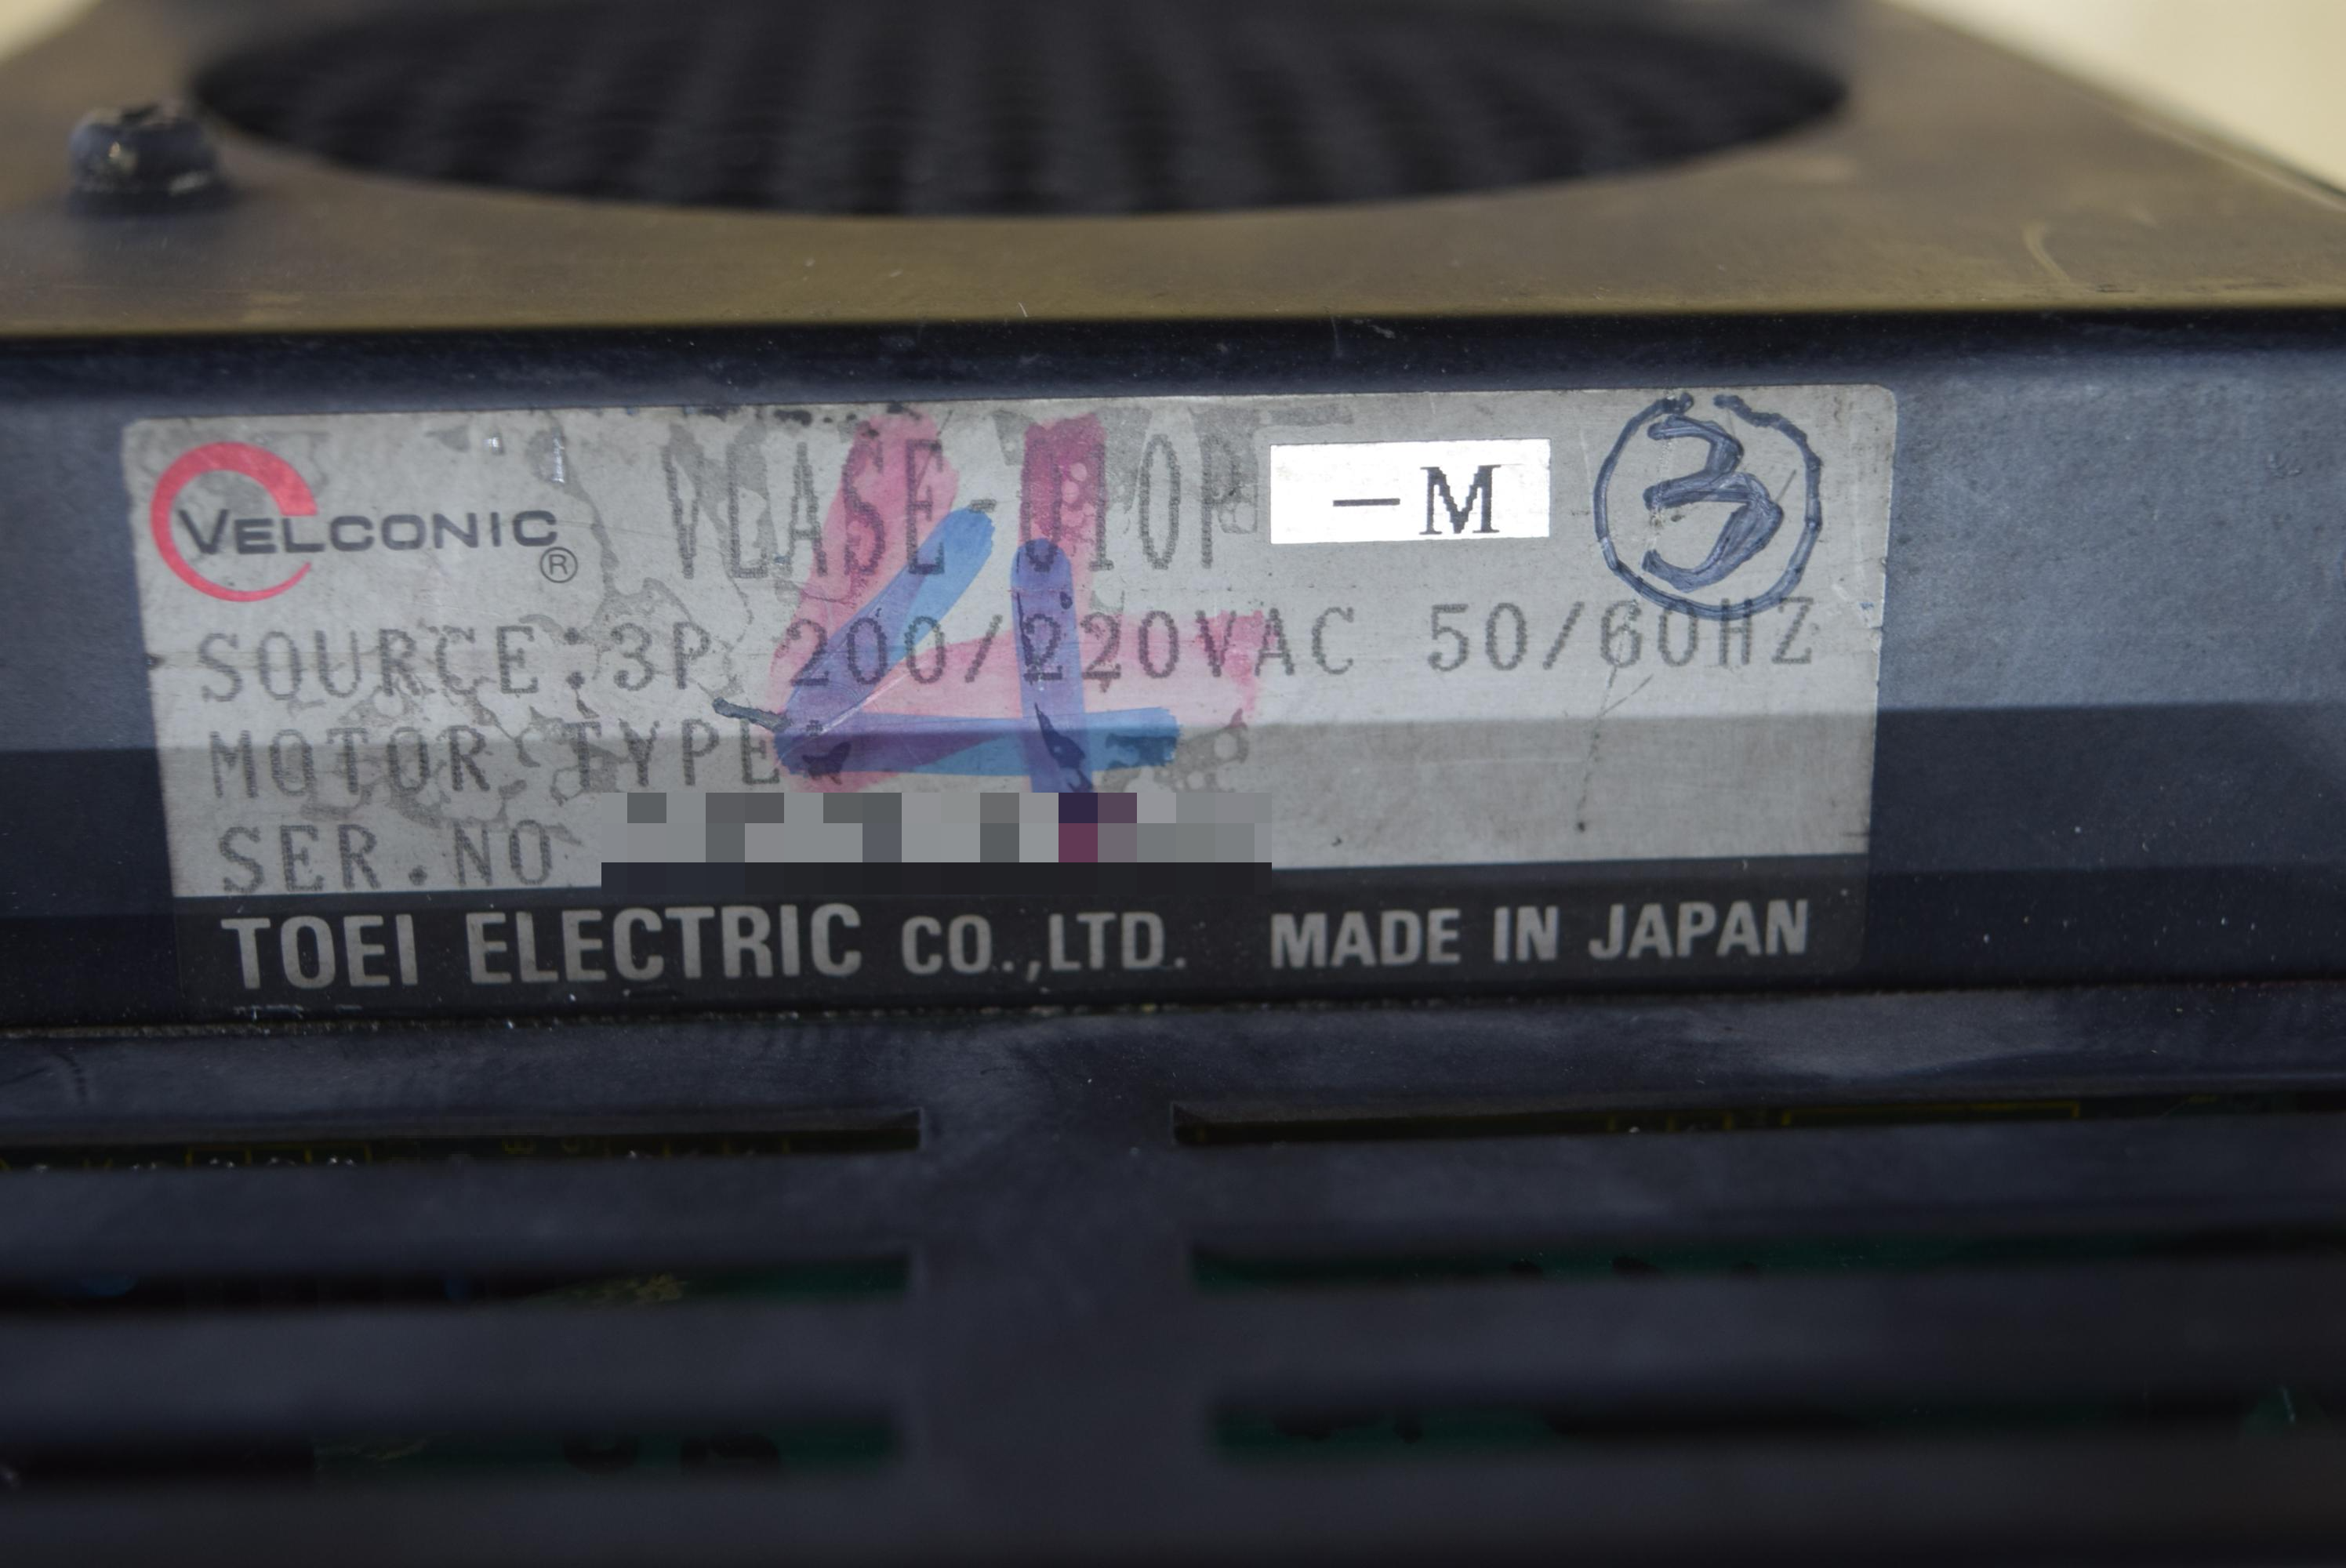 VELCONIC ® VLASE-010P -M 3
SOURCE:3P 200/220VAC 50/60HZ
MOTOR TYPE
4
SER.NO
TOEI ELECTRIC CO.,LTD. MADE IN JAPAN